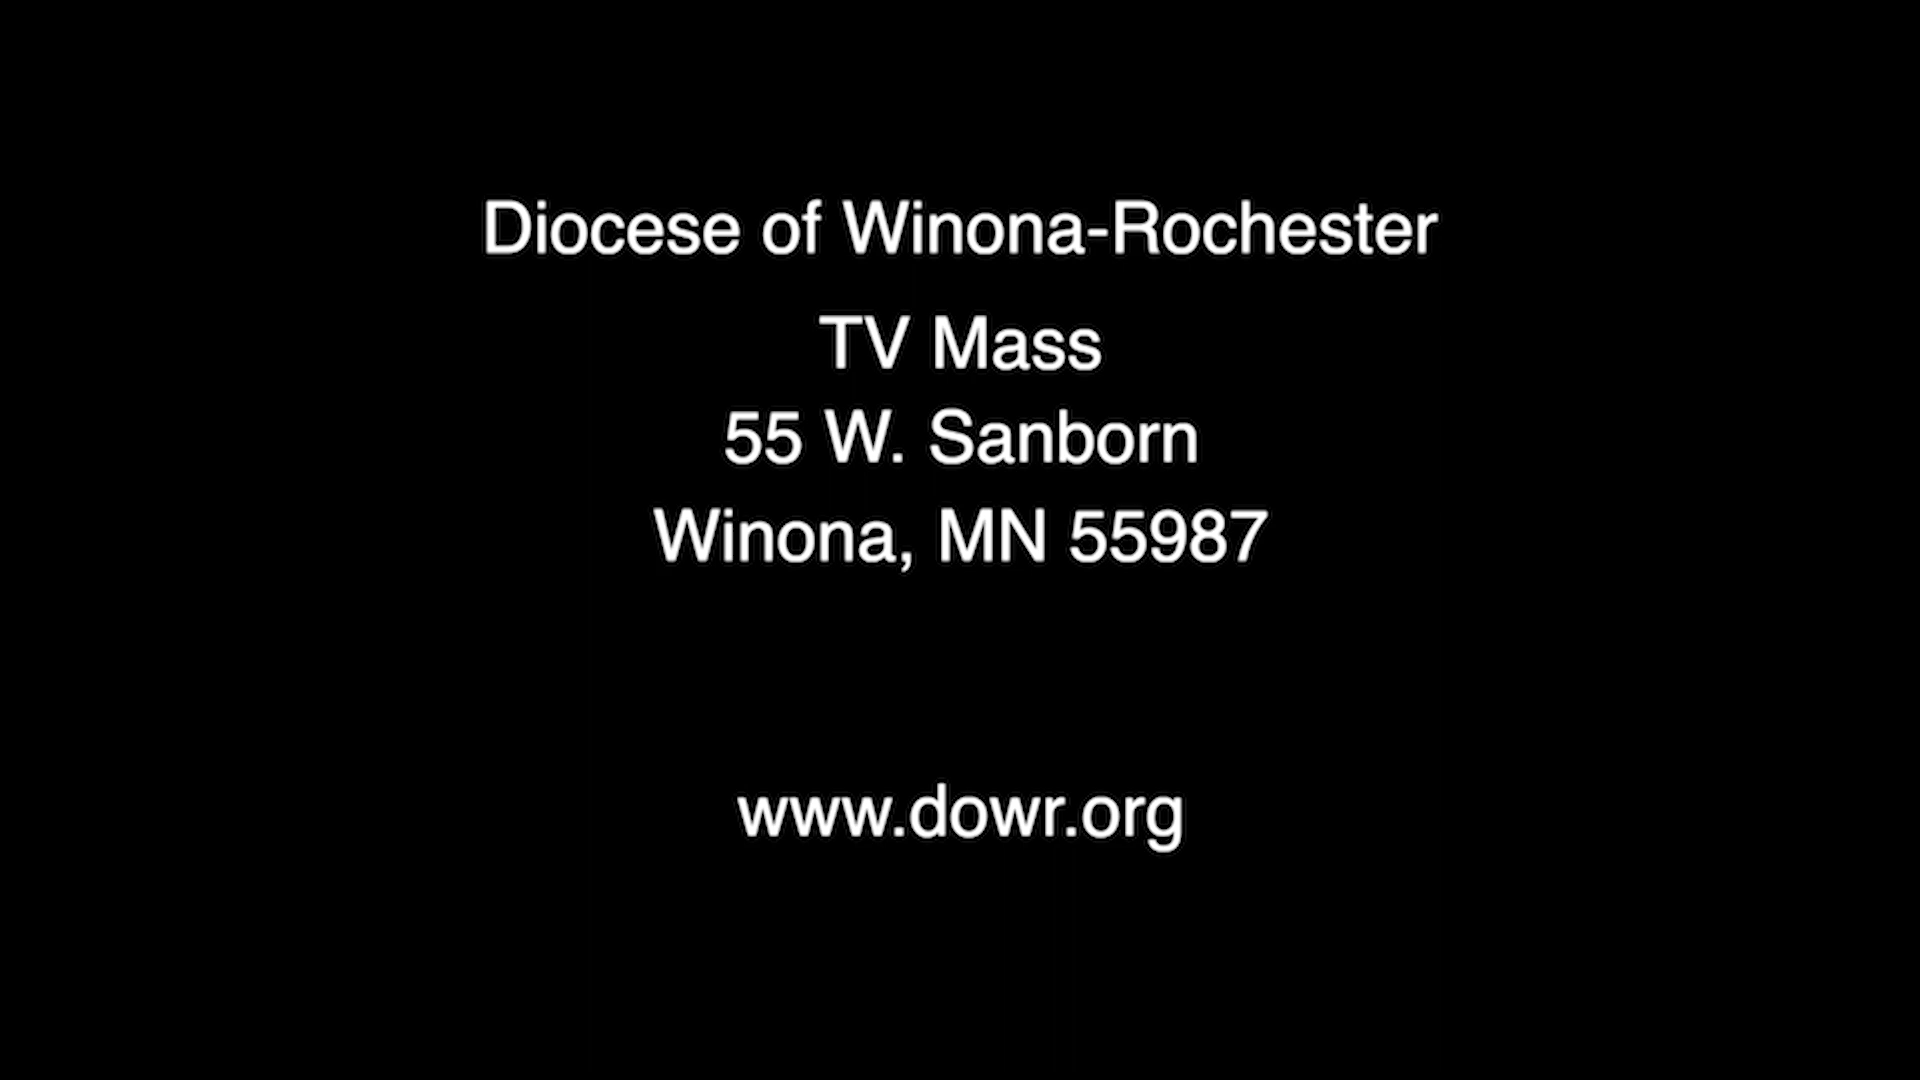 Diocese of Winona-Rochester
TV Mass
55 W. Sanborn
Winona, MN 55987
www.dowr.org